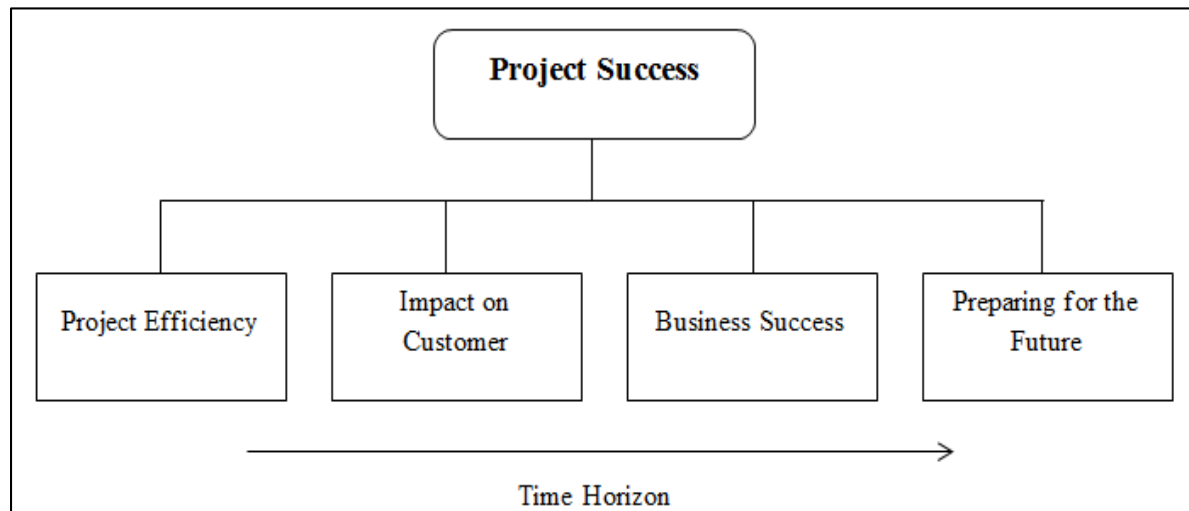 Project Success
Project Efficiency
Impact on
Customer
Business Success
Preparing for the
Future
Time Horizon